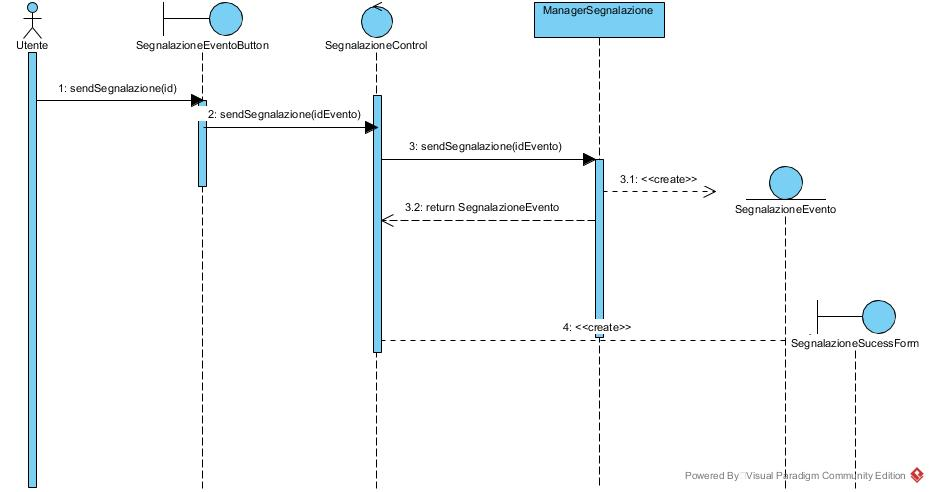 ManagerSegnalazione
Utente
SegnalazioneEventoButton
SegnalazioneControl
1: sendSegnalazione(id)
2: sendSegnalazione(idEvento)
3: sendSegnalazione(idEvento)
3.1: <<create>>
3.2: return SegnalazioneEvento
SegnalazioneEvento
4: <<create>>
SegnalazioneSucessForm
Powered By Visual Paradigm Community Edition